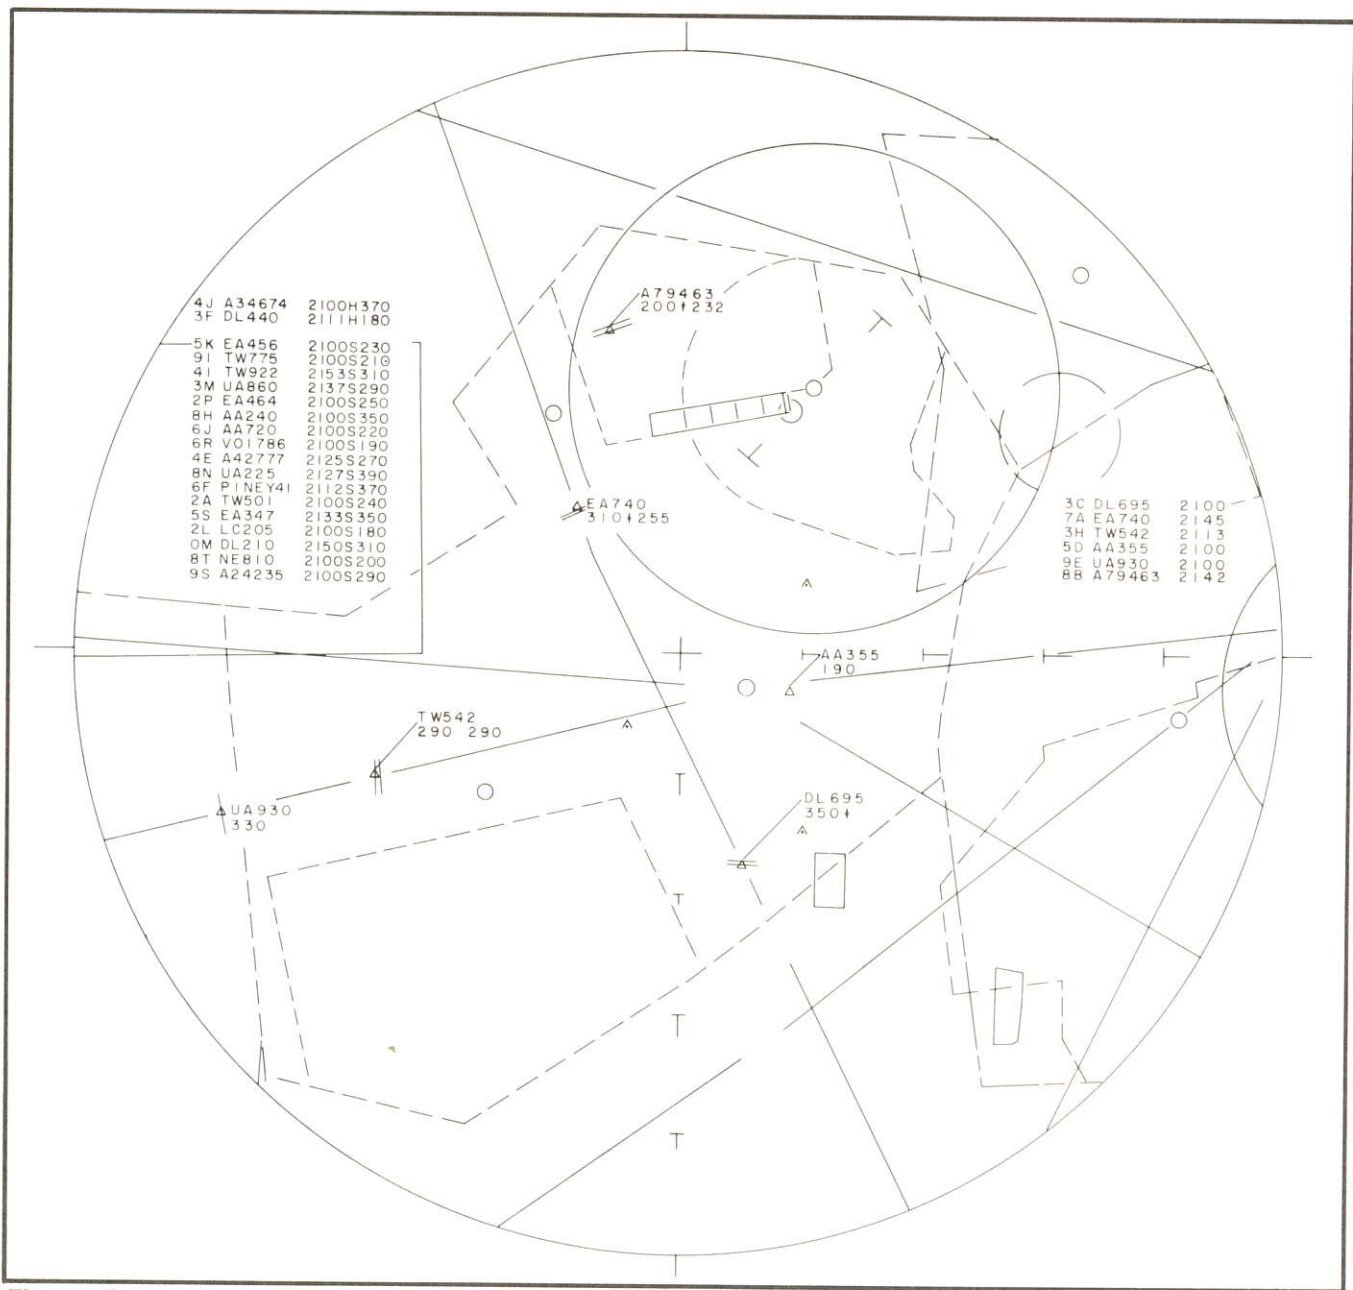 A79463
200↑232
4J A34674 2100H370
3F DL440 2111H180
5K EA456 2100S230
9I TW775 2100S210
4I TW922 2153S310
3M UA860 2137S290
2P EA464 2100S250
8H AA240 2100S350
6J AA720 2100S220
6R VO1786 2100S190
4E A42777 2125S270
8N UA225 2127S390
6F PINEY41 2112S370
2A TW501 2100S240
5S EA347 2133S350
2L LC205 2100S180
0M DL210 2150S310
8T NE810 2100S200
9S A24235 2100S290
EA740
310↑255
3C DL695 2100
7A EA740 2145
3H TW542 2113
5D AA355 2100
9E UA930 2100
8B A79463 2142
AA355
190
TW542
290 290
UA930
330
DL695
350↑